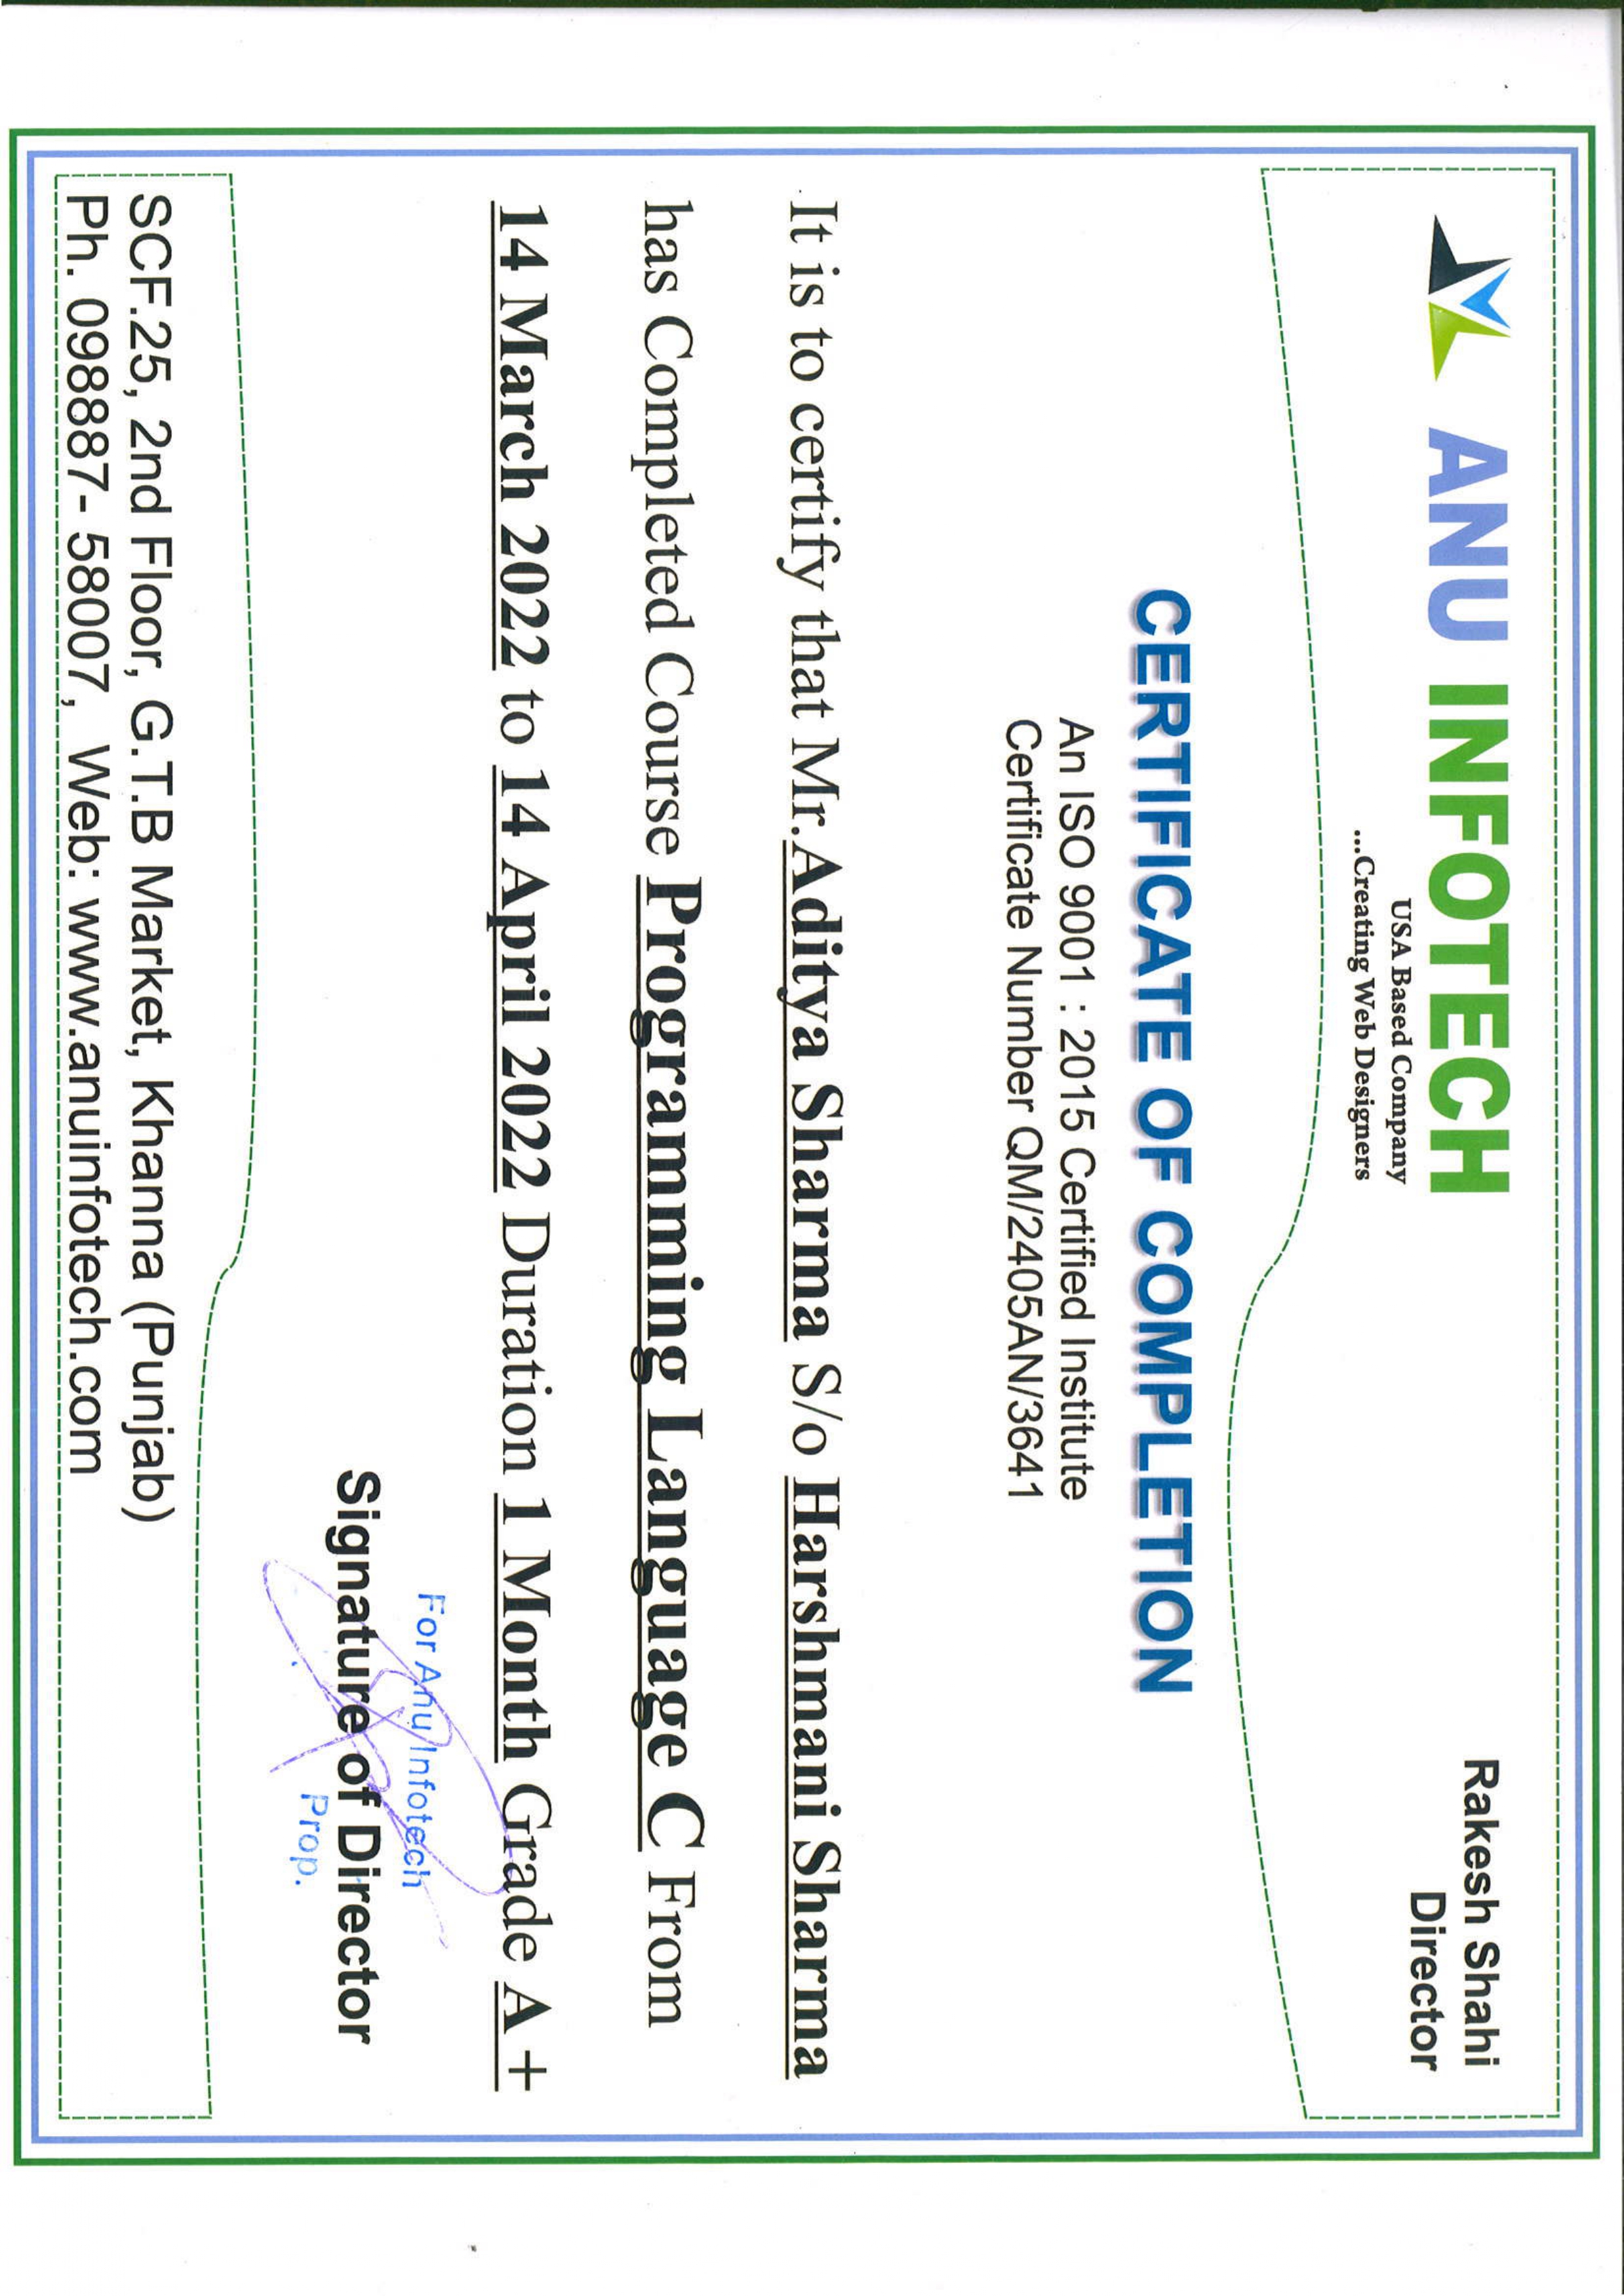 ANU INFOTECH
USA Based Company
...Creating Web Designers
Rakesh Shahi
Director
CERTIFICATE OF COMPLETION
An ISO 9001 : 2015 Certified Institute
Certificate Number QM/2405AN/3641
It is to certify that Mr.Aditya Sharma S/o Harshmani Sharma
has Completed Course Programming Language C From
14 March 2022 to 14 April 2022 Duration 1 Month Grade A +
For Anu Infotech
Signature of Director
Prop.
SCF.25, 2nd Floor, G.T.B Market, Khanna (Punjab)
Ph. 098887- 58007, Web: www.anuinfotech.com